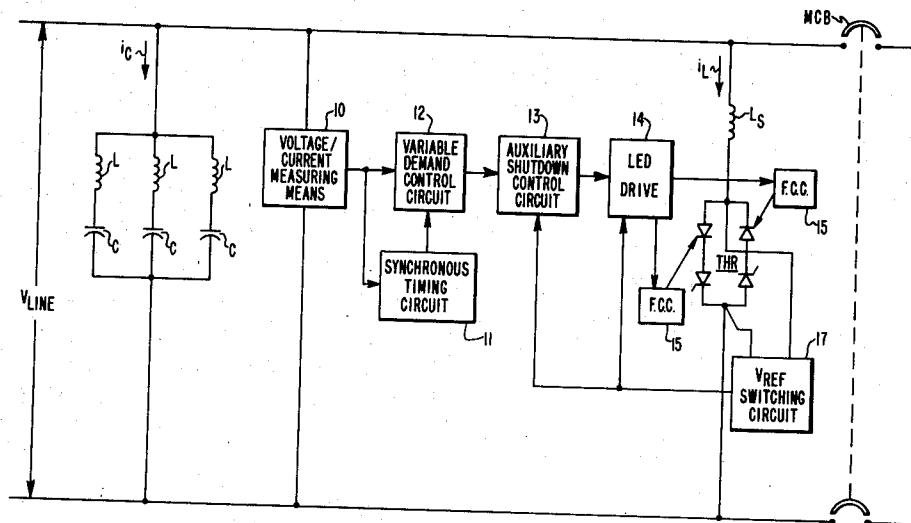 MCB
iC
iL
10
12
13
14
LS
VOLTAGE/
CURRENT
MEASURING
MEANS
VARIABLE
DEMAND
CONTROL
CIRCUIT
AUXILIARY
SHUTDOWN
CONTROL
CIRCUIT
LED
DRIVE
F.C.C.
15
L
L
L
C
C
C
SYNCHRONOUS
TIMING
CIRCUIT
11
THR
F.C.C.
15
VLINE
17
VREF
SWITCHING
CIRCUIT